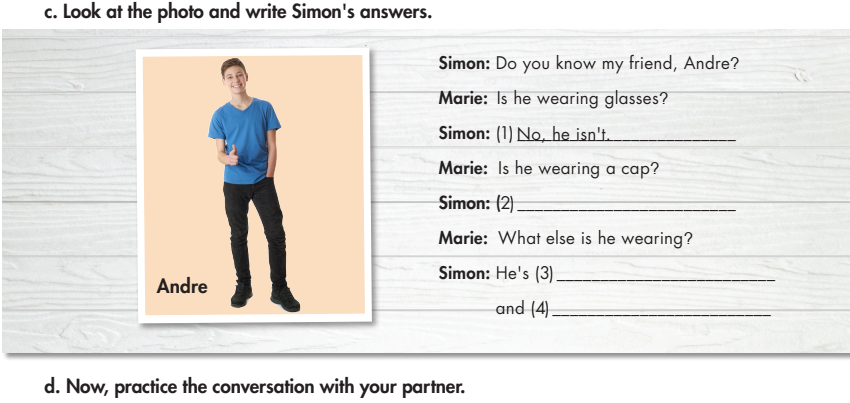 c. Look at the photo and write Simon's answers.
Simon: Do you know my friend, Andre?
Marie: Is he wearing glasses?
Simon: (1) No, he isn't.
Marie: Is he wearing a cap?
Simon: (2)
Marie: What else is he wearing?
Simon: He's (3)
and (4)
Andre
d. Now, practice the conversation with your partner.